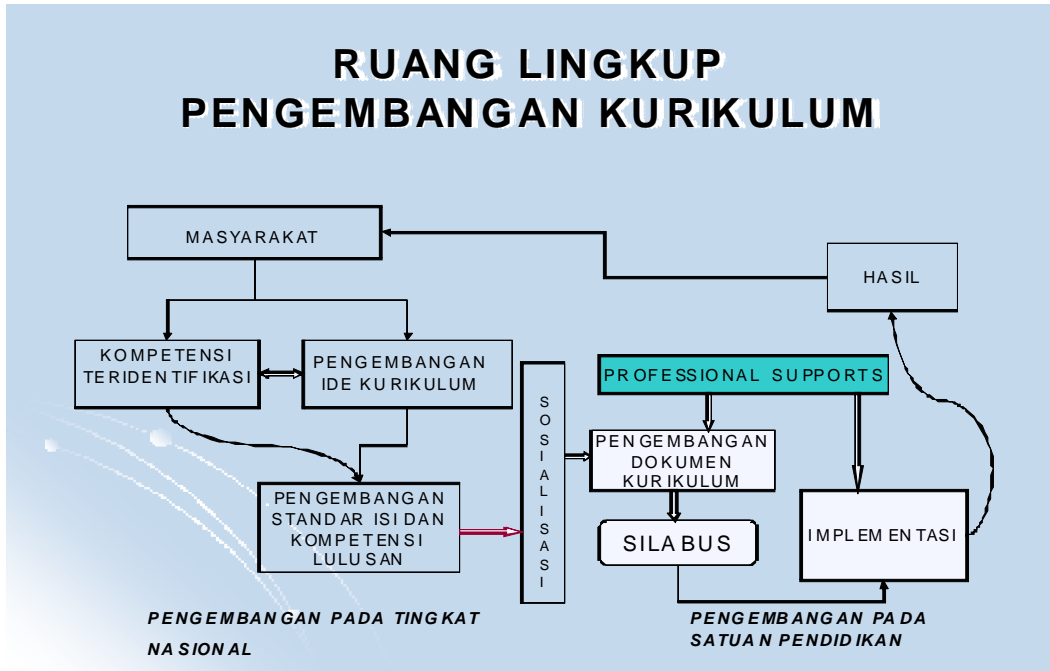 RUANG LINGKUP
PENGEMBANGAN KURIKULUM
MASYARAKAT
HASIL
KOMPETENSI
TERIDENTIFIKASI
PENGEMBANGAN
IDE KURIKULUM
PROFESSIONAL SUPPORTS
SOSIALISASI
PENGEMBANGAN
DOKUMEN
KURIKULUM
PENGEMBANGAN
STANDAR ISI DAN
KOMPETENSI
LULUSAN
SILABUS
IMPLEMENTASI
PENGEMBANGAN PADA TINGKAT
NASIONAL
PENGEMBANGAN PADA
SATUAN PENDIDIKAN